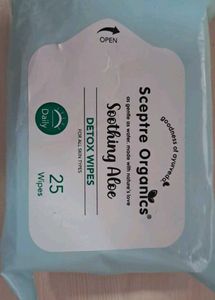 OPEN
goodness of ayurveda
Sceptre Organics®
as gentle as water, made with nature's love
Soothing Aloe
DETOX WIPES
FOR ALL SKIN TYPES
Daily
25
Wipes